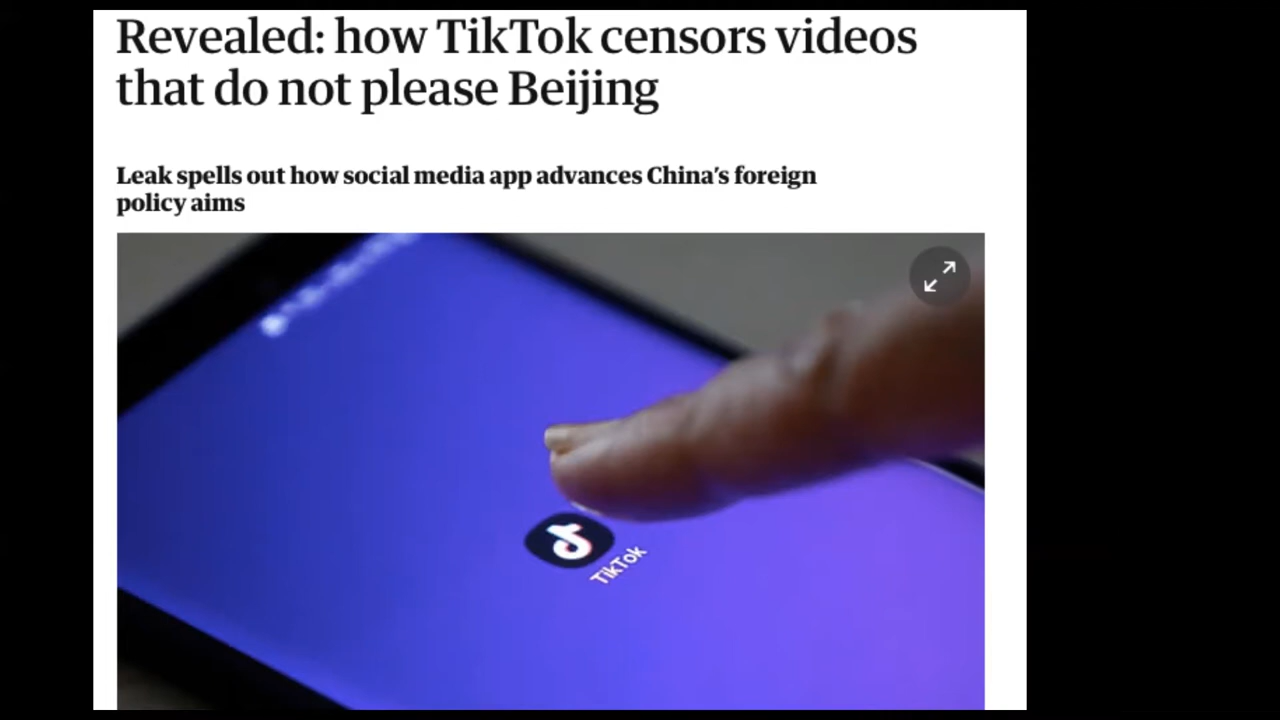 Revealed: how TikTok censors videos
that do not please Beijing
Leak spells out how social media app advances China’s foreign
policy aims
TikTok